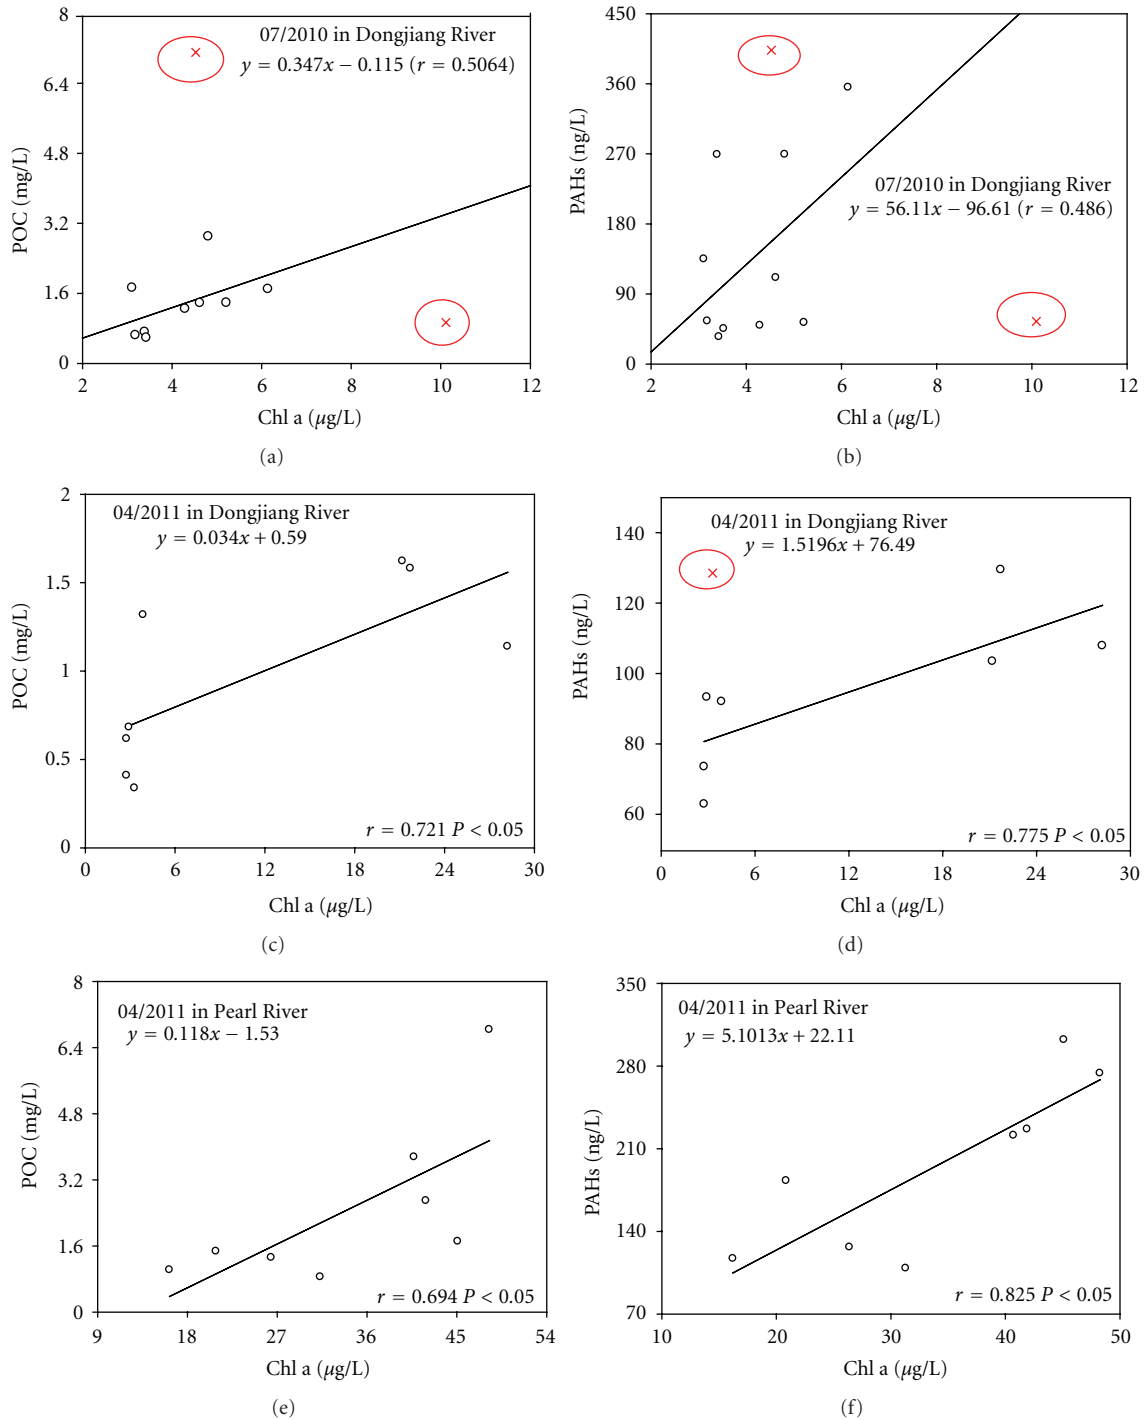 07/2010 in Dongjiang River
y = 0.347x − 0.115 (r = 0.5064)
POC (mg/L)
8
6.4
4.8
3.2
1.6
0
2 4 6 8 10 12
Chl a (μg/L)
(a)
07/2010 in Dongjiang River
y = 56.11x − 96.61 (r = 0.486)
PAHs (ng/L)
450
360
270
180
90
0
2 4 6 8 10 12
Chl a (μg/L)
(b)
04/2011 in Dongjiang River
y = 0.034x + 0.59
r = 0.721 P < 0.05
POC (mg/L)
2
1.5
1
0.5
0
0 6 12 18 24 30
Chl a (μg/L)
(c)
04/2011 in Dongjiang River
y = 1.5196x + 76.49
r = 0.775 P < 0.05
PAHs (ng/L)
140
120
100
80
60
0 6 12 18 24 30
Chl a (μg/L)
(d)
04/2011 in Pearl River
y = 0.118x − 1.53
r = 0.694 P < 0.05
POC (mg/L)
8
6.4
4.8
3.2
1.6
0
9 18 27 36 45 54
Chl a (μg/L)
(e)
04/2011 in Pearl River
y = 5.1013x + 22.11
r = 0.825 P < 0.05
PAHs (ng/L)
350
280
210
140
70
10 20 30 40 50
Chl a (μg/L)
(f)